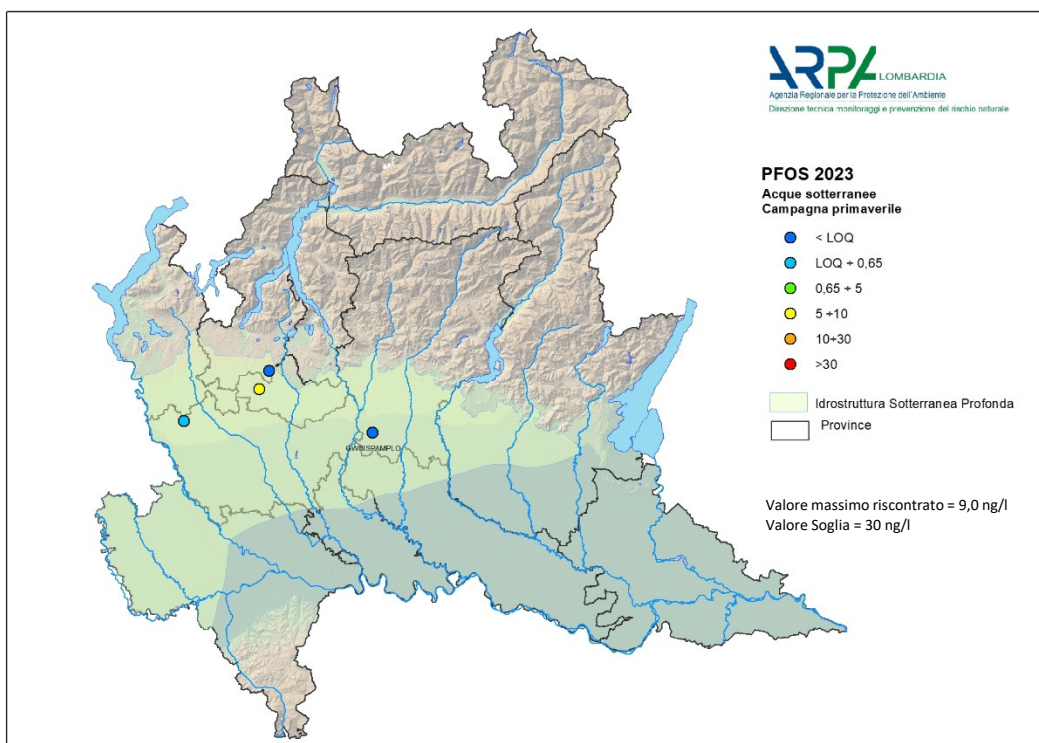 ARPA LOMBARDIA
Agenzia Regionale per la Protezione dell'Ambiente
Direzione tecnica monitoraggi e prevenzione del rischio naturale
PFOS 2023
Acque sotterranee
Campagna primaverile
< LOQ
LOQ ÷ 0,65
0,65 ÷ 5
5 ÷10
10÷30
>30
Idrostruttura Sotterranea Profonda
Province
GWBISPAMPLO
Valore massimo riscontrato = 9,0 ng/l
Valore Soglia = 30 ng/l